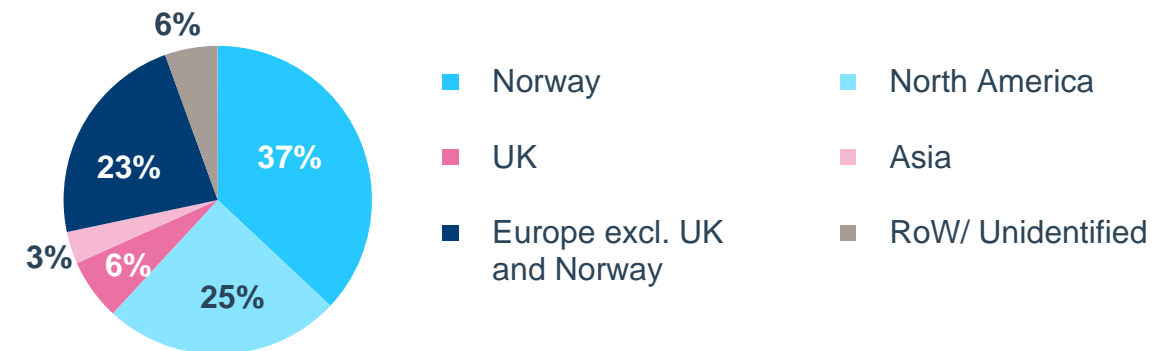 6%
37%
23%
3%
6%
25%
Norway
North America
UK
Asia
Europe excl. UK
and Norway
RoW/ Unidentified